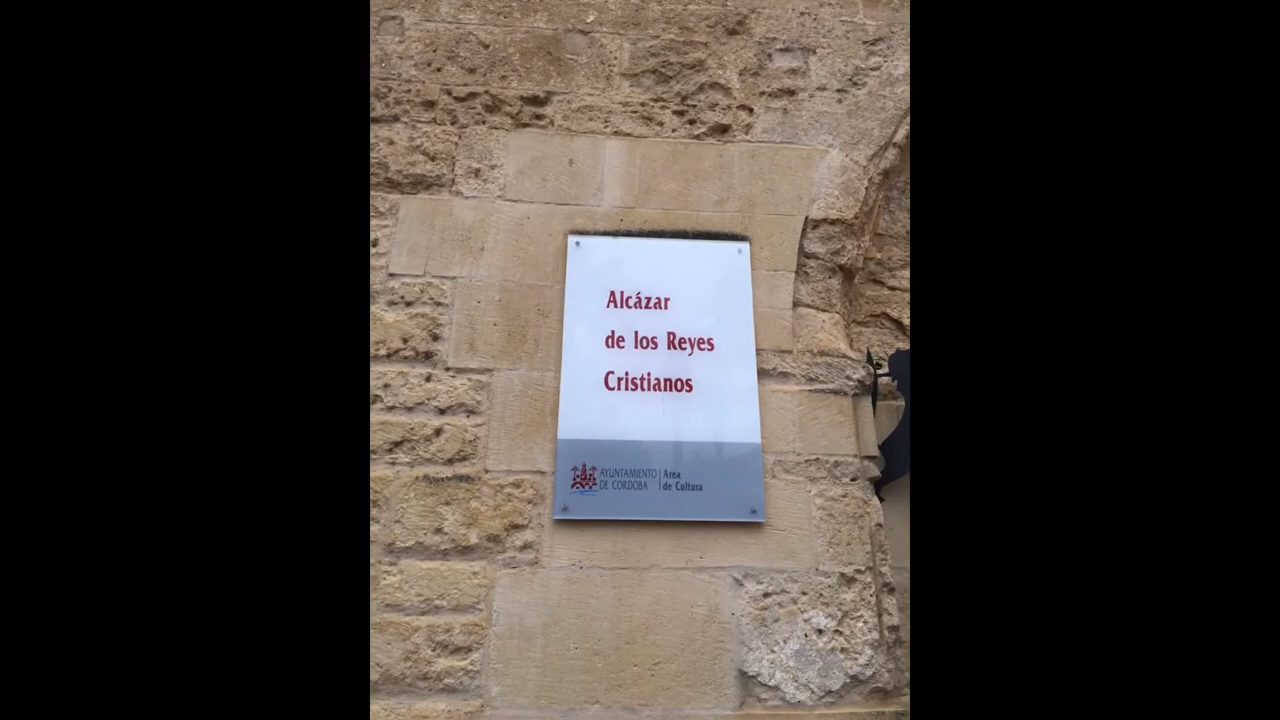 Alcázar
de los Reyes
Cristianos
AYUNTAMIENTO
DE CORDOBA
Area
de Cultura